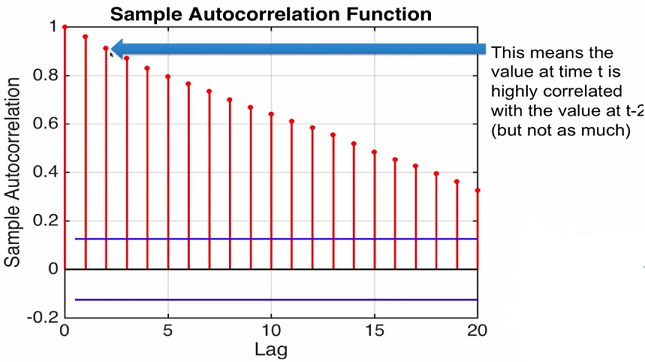 Sample Autocorrelation Function
1
0.8
0.6
0.4
0.2
0
-0.2
Sample Autocorrelation
0 5 10 15 20
Lag
This means the
value at time t is
highly correlated
with the value at t-2
(but not as much)